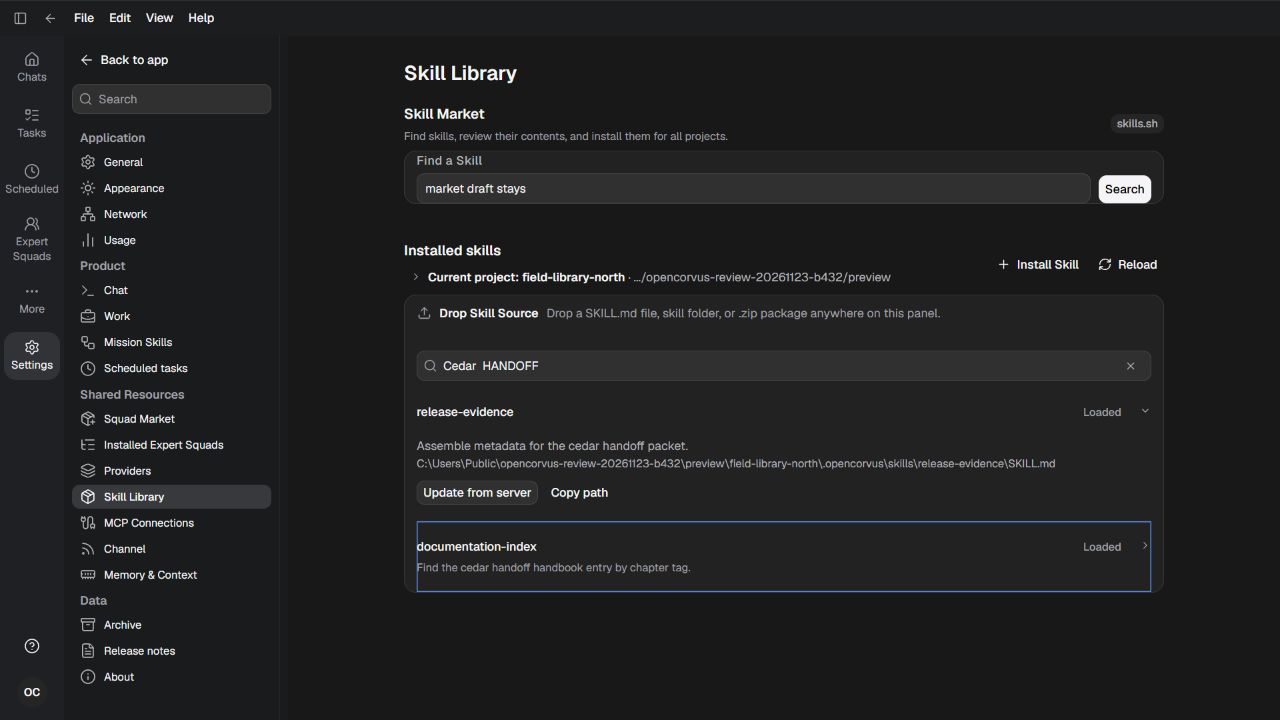 File Edit View Help
Chats
Tasks
Scheduled
Expert
Squads
More
Settings
OC
Back to app
Search
Application
General
Appearance
Network
Usage
Product
Chat
Work
Mission Skills
Scheduled tasks
Shared Resources
Squad Market
Installed Expert Squads
Providers
Skill Library
MCP Connections
Channel
Memory & Context
Data
Archive
Release notes
About
Skill Library
Skill Market
Find skills, review their contents, and install them for all projects.
skills.sh
Find a Skill
market draft stays
Search
Installed skills
Current project: field-library-north · .../opencorvus-review-20261123-b432/preview
Install Skill
Reload
Drop Skill Source Drop a SKILL.md file, skill folder, or .zip package anywhere on this panel.
Cedar  HANDOFF
release-evidence
Loaded
Assemble metadata for the cedar handoff packet.
C:\Users\Public\opencorvus-review-20261123-b432\preview\field-library-north\.opencorvus\skills\release-evidence\SKILL.md
Update from server
Copy path
documentation-index
Loaded
Find the cedar handoff handbook entry by chapter tag.